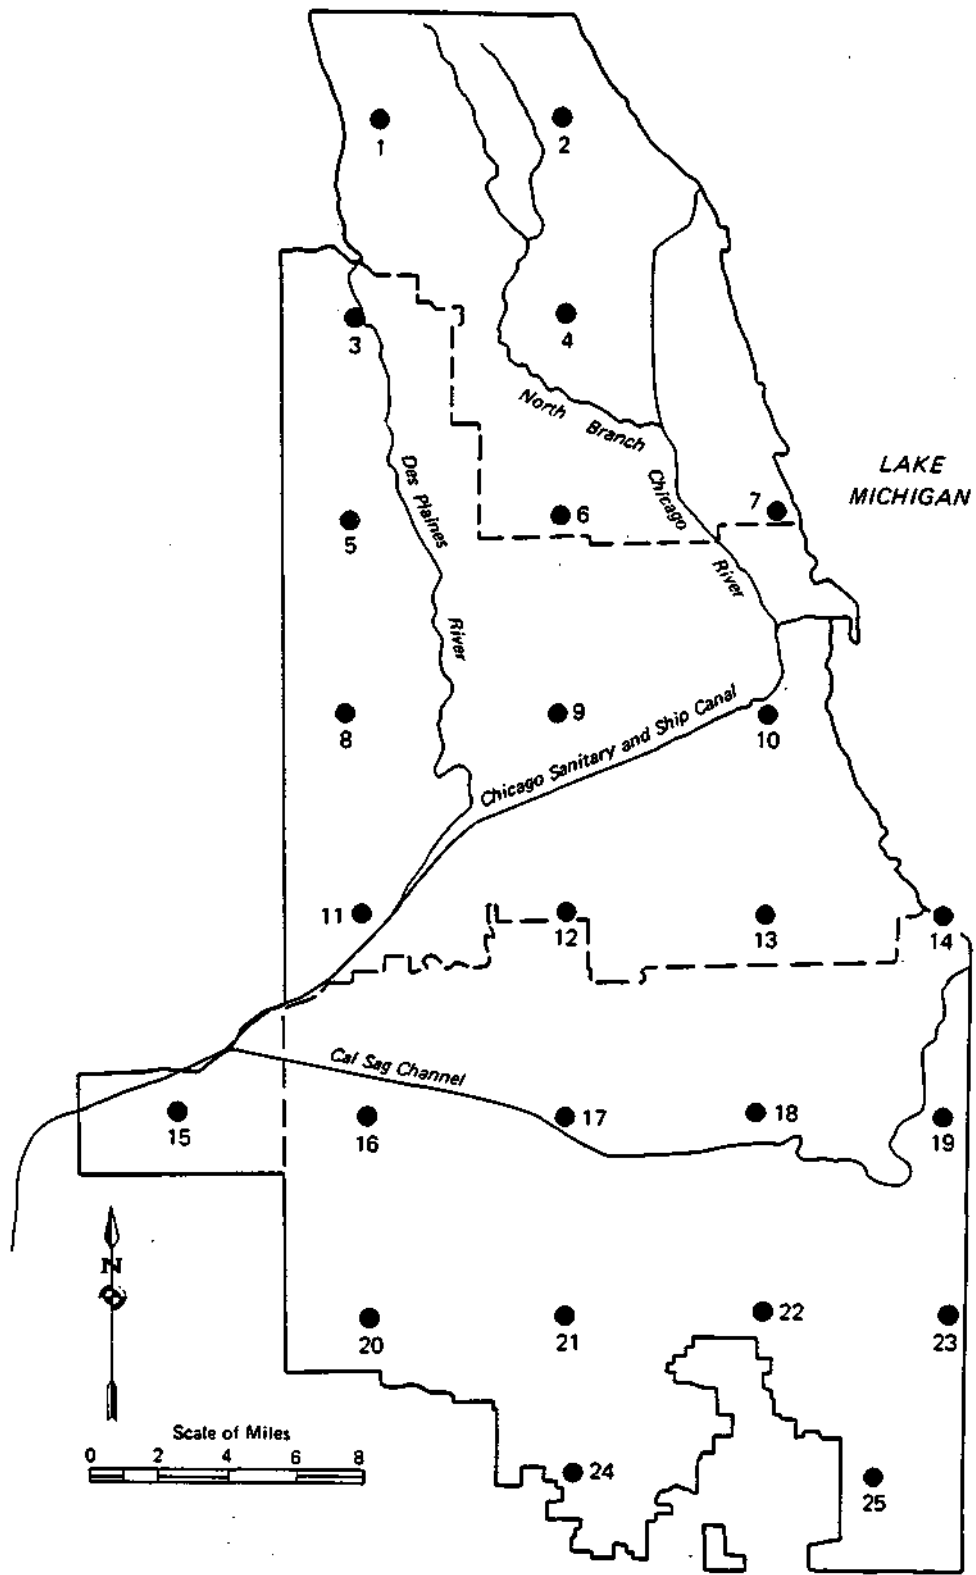 1
2
3
4
North Branch Chicago River
LAKE
MICHIGAN
Des Plaines River
5
6
7
8
9
10
Chicago Sanitary and Ship Canal
11
12
13
14
Cal Sag Channel
15
16
17
18
19
N
20
21
22
23
Scale of Miles
0 2 4 6 8
24
25